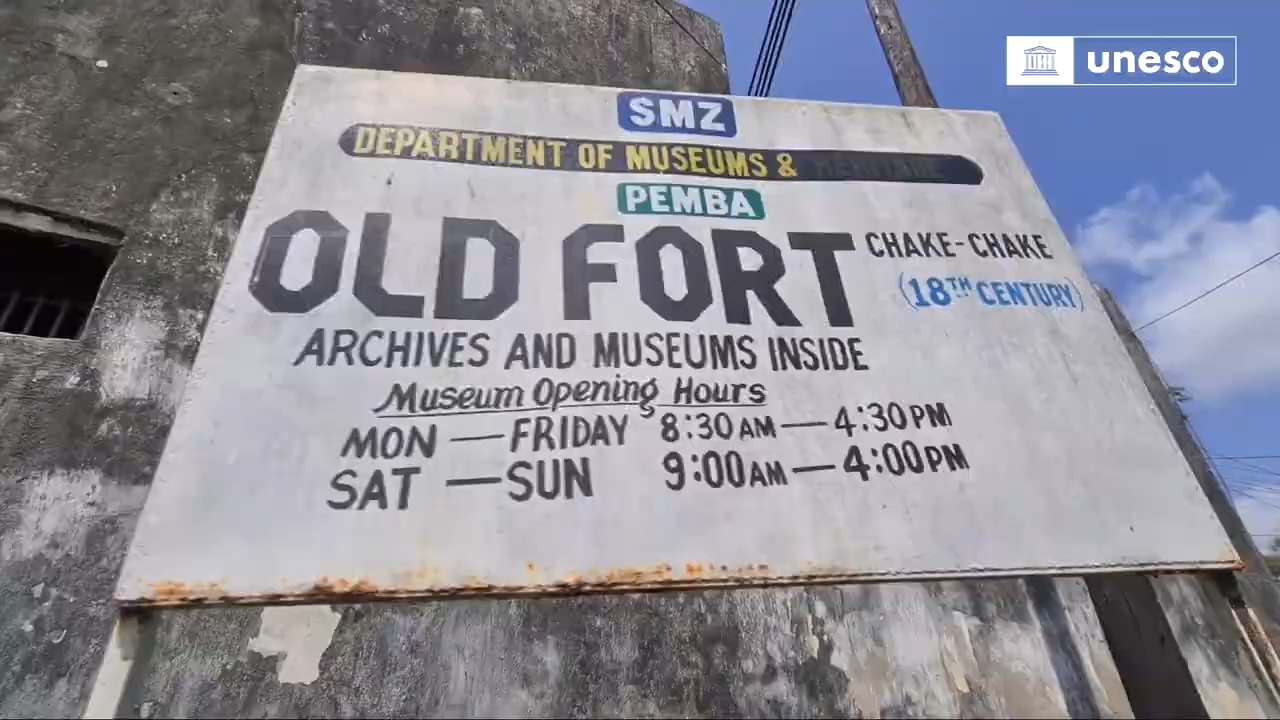 unesco
SMZ
DEPARTMENT OF MUSEUMS &
PEMBA
OLD FORT CHAKE-CHAKE
(18TH CENTURY)
ARCHIVES AND MUSEUMS INSIDE
Museum Opening Hours
MON — FRIDAY 8:30 AM — 4:30 PM
SAT — SUN 9:00 AM — 4:00 PM